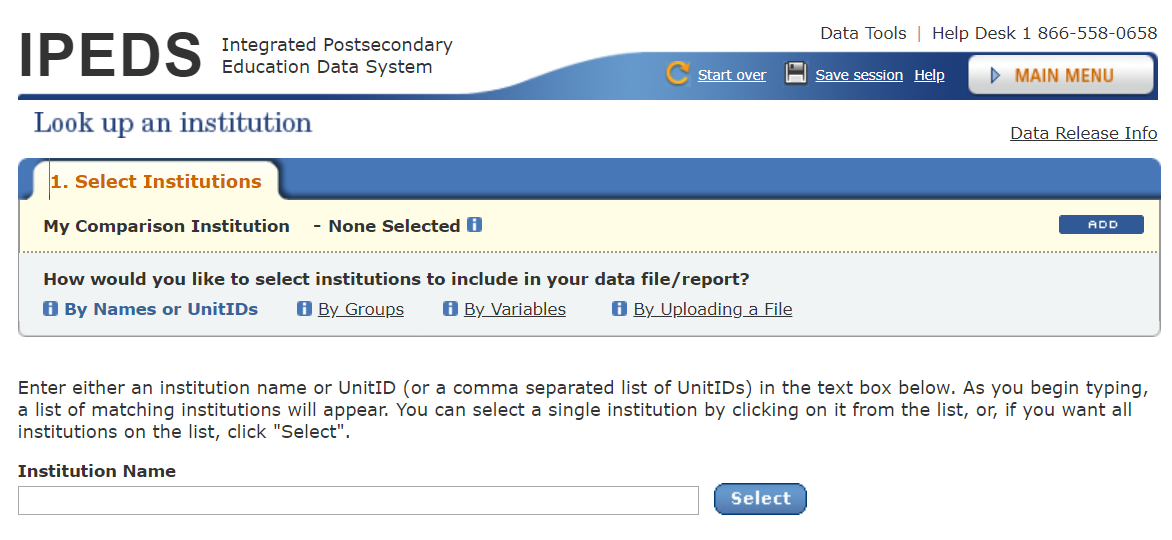 Data Tools | Help Desk 1 866-558-0658
IPEDS
Integrated Postsecondary
Education Data System
Start over
Save session
Help
MAIN MENU
Look up an institution
Data Release Info
1. Select Institutions
My Comparison Institution - None Selected
ADD
How would you like to select institutions to include in your data file/report?
By Names or UnitIDs
By Groups
By Variables
By Uploading a File
Enter either an institution name or UnitID (or a comma separated list of UnitIDs) in the text box below. As you begin typing,
a list of matching institutions will appear. You can select a single institution by clicking on it from the list, or, if you want all
institutions on the list, click "Select".
Institution Name
Select